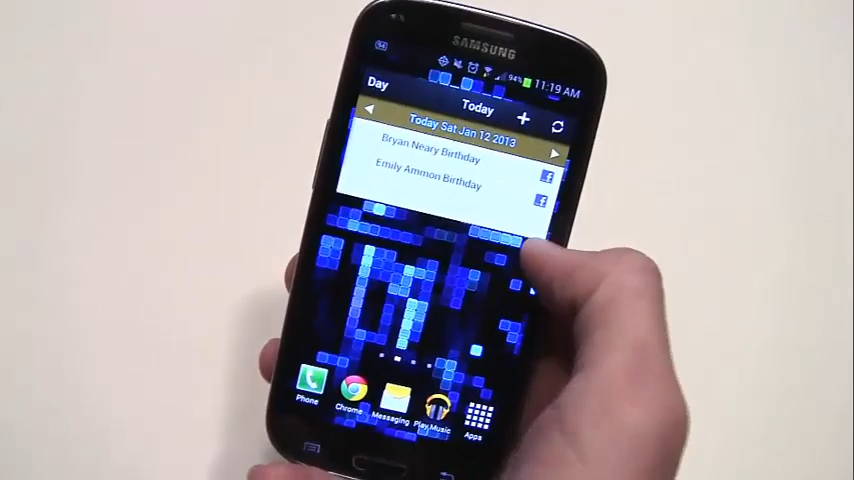 SAMSUNG
94
94% 11:19 AM
Day
Today
Today Sat Jan 12 2013
Bryan Neary Birthday
Emily Ammon Birthday
Phone
Chrome
Messaging
Play Music
Apps